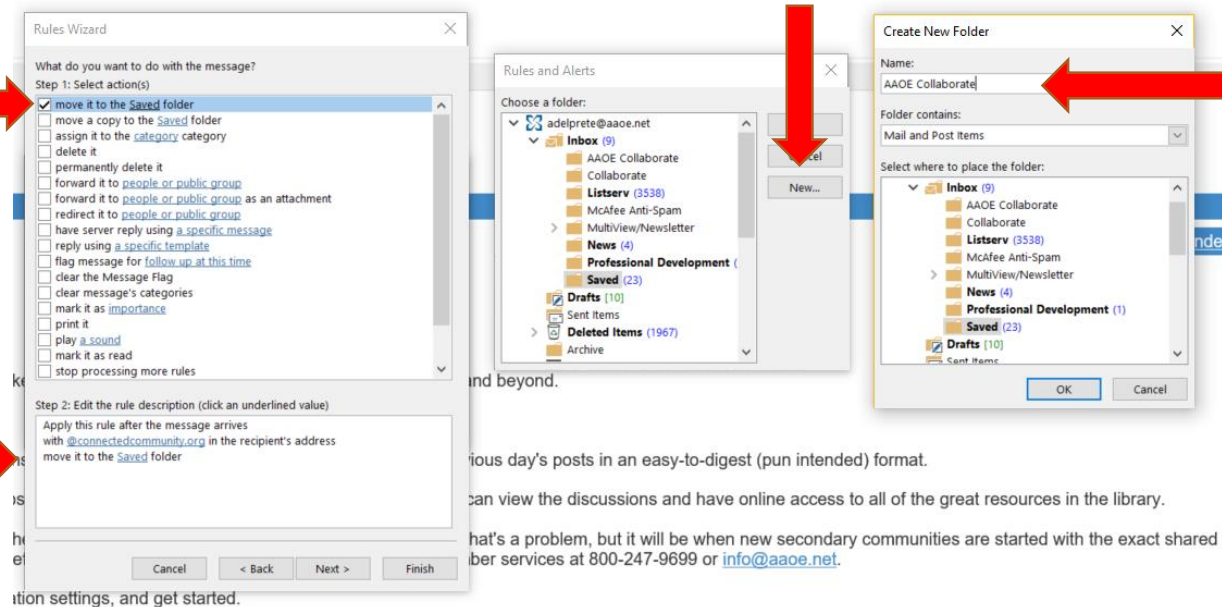 Rules Wizard
What do you want to do with the message?
Step 1: Select action(s)
move it to the Saved folder
move a copy to the Saved folder
assign it to the category category
delete it
permanently delete it
forward it to people or public group
forward it to people or public group as an attachment
redirect it to people or public group
have server reply using a specific message
reply using a specific template
flag message for follow up at this time
clear the Message Flag
clear message's categories
mark it as importance
print it
play a sound
mark it as read
stop processing more rules
Step 2: Edit the rule description (click an underlined value)
Apply this rule after the message arrives
with @connectedcommunity.org in the recipient's address
move it to the Saved folder
Cancel
< Back
Next >
Finish
Rules and Alerts
Choose a folder:
adelprete@aaoe.net
Inbox (9)
AAOE Collaborate
Collaborate
Listserv (3538)
McAfee Anti-Spam
MultiView/Newsletter
News (4)
Professional Development (
Saved (23)
Drafts [10]
Sent Items
Deleted Items (1967)
Archive
New...
Create New Folder
Name:
AAOE Collaborate
Folder contains:
Mail and Post Items
Select where to place the folder:
Inbox (9)
AAOE Collaborate
Collaborate
Listserv (3538)
McAfee Anti-Spam
MultiView/Newsletter
News (4)
Professional Development (1)
Saved (23)
Drafts [10]
Sent Items
OK
Cancel
and beyond.
day's posts in an easy-to-digest (pun intended) format.
can view the discussions and have online access to all of the great resources in the library.
that's a problem, but it will be when new secondary communities are started with the exact shared
services at 800-247-9699 or info@aaoe.net.
settings, and get started.